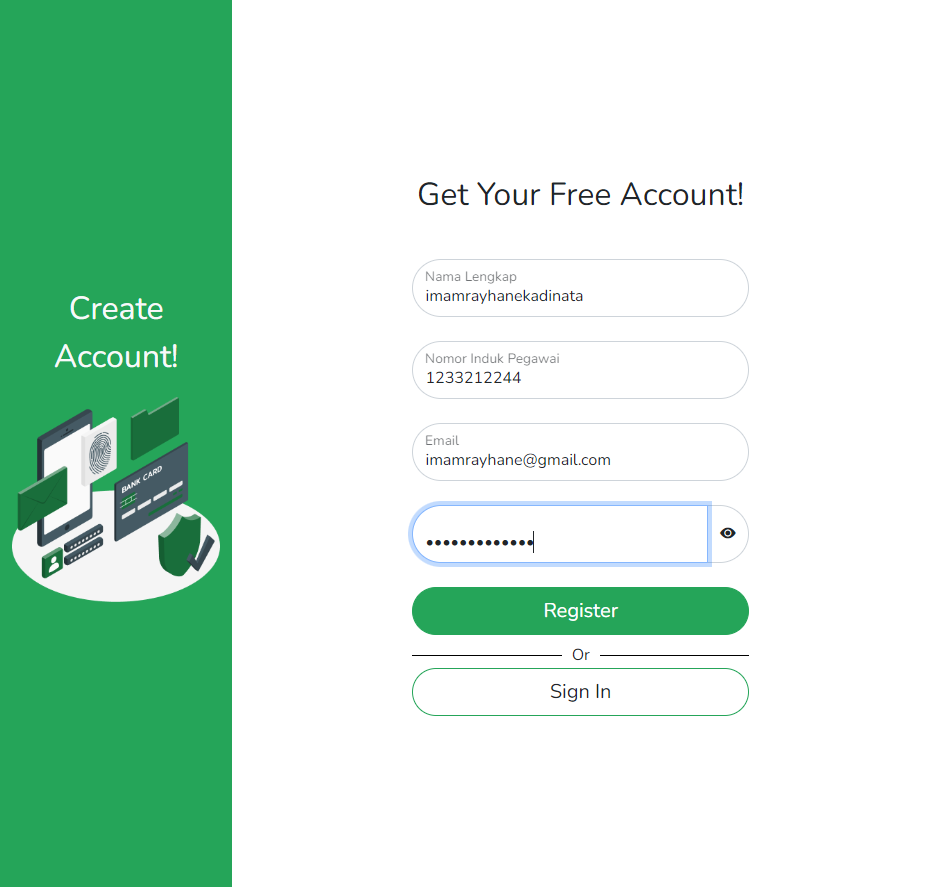 Create
Account!
BANK CARD
Get Your Free Account!
Nama Lengkap
imamrayhanekadinata
Nomor Induk Pegawai
1233212244
Email
imamrayhane@gmail.com
•••••••••••••
Register
Or
Sign In